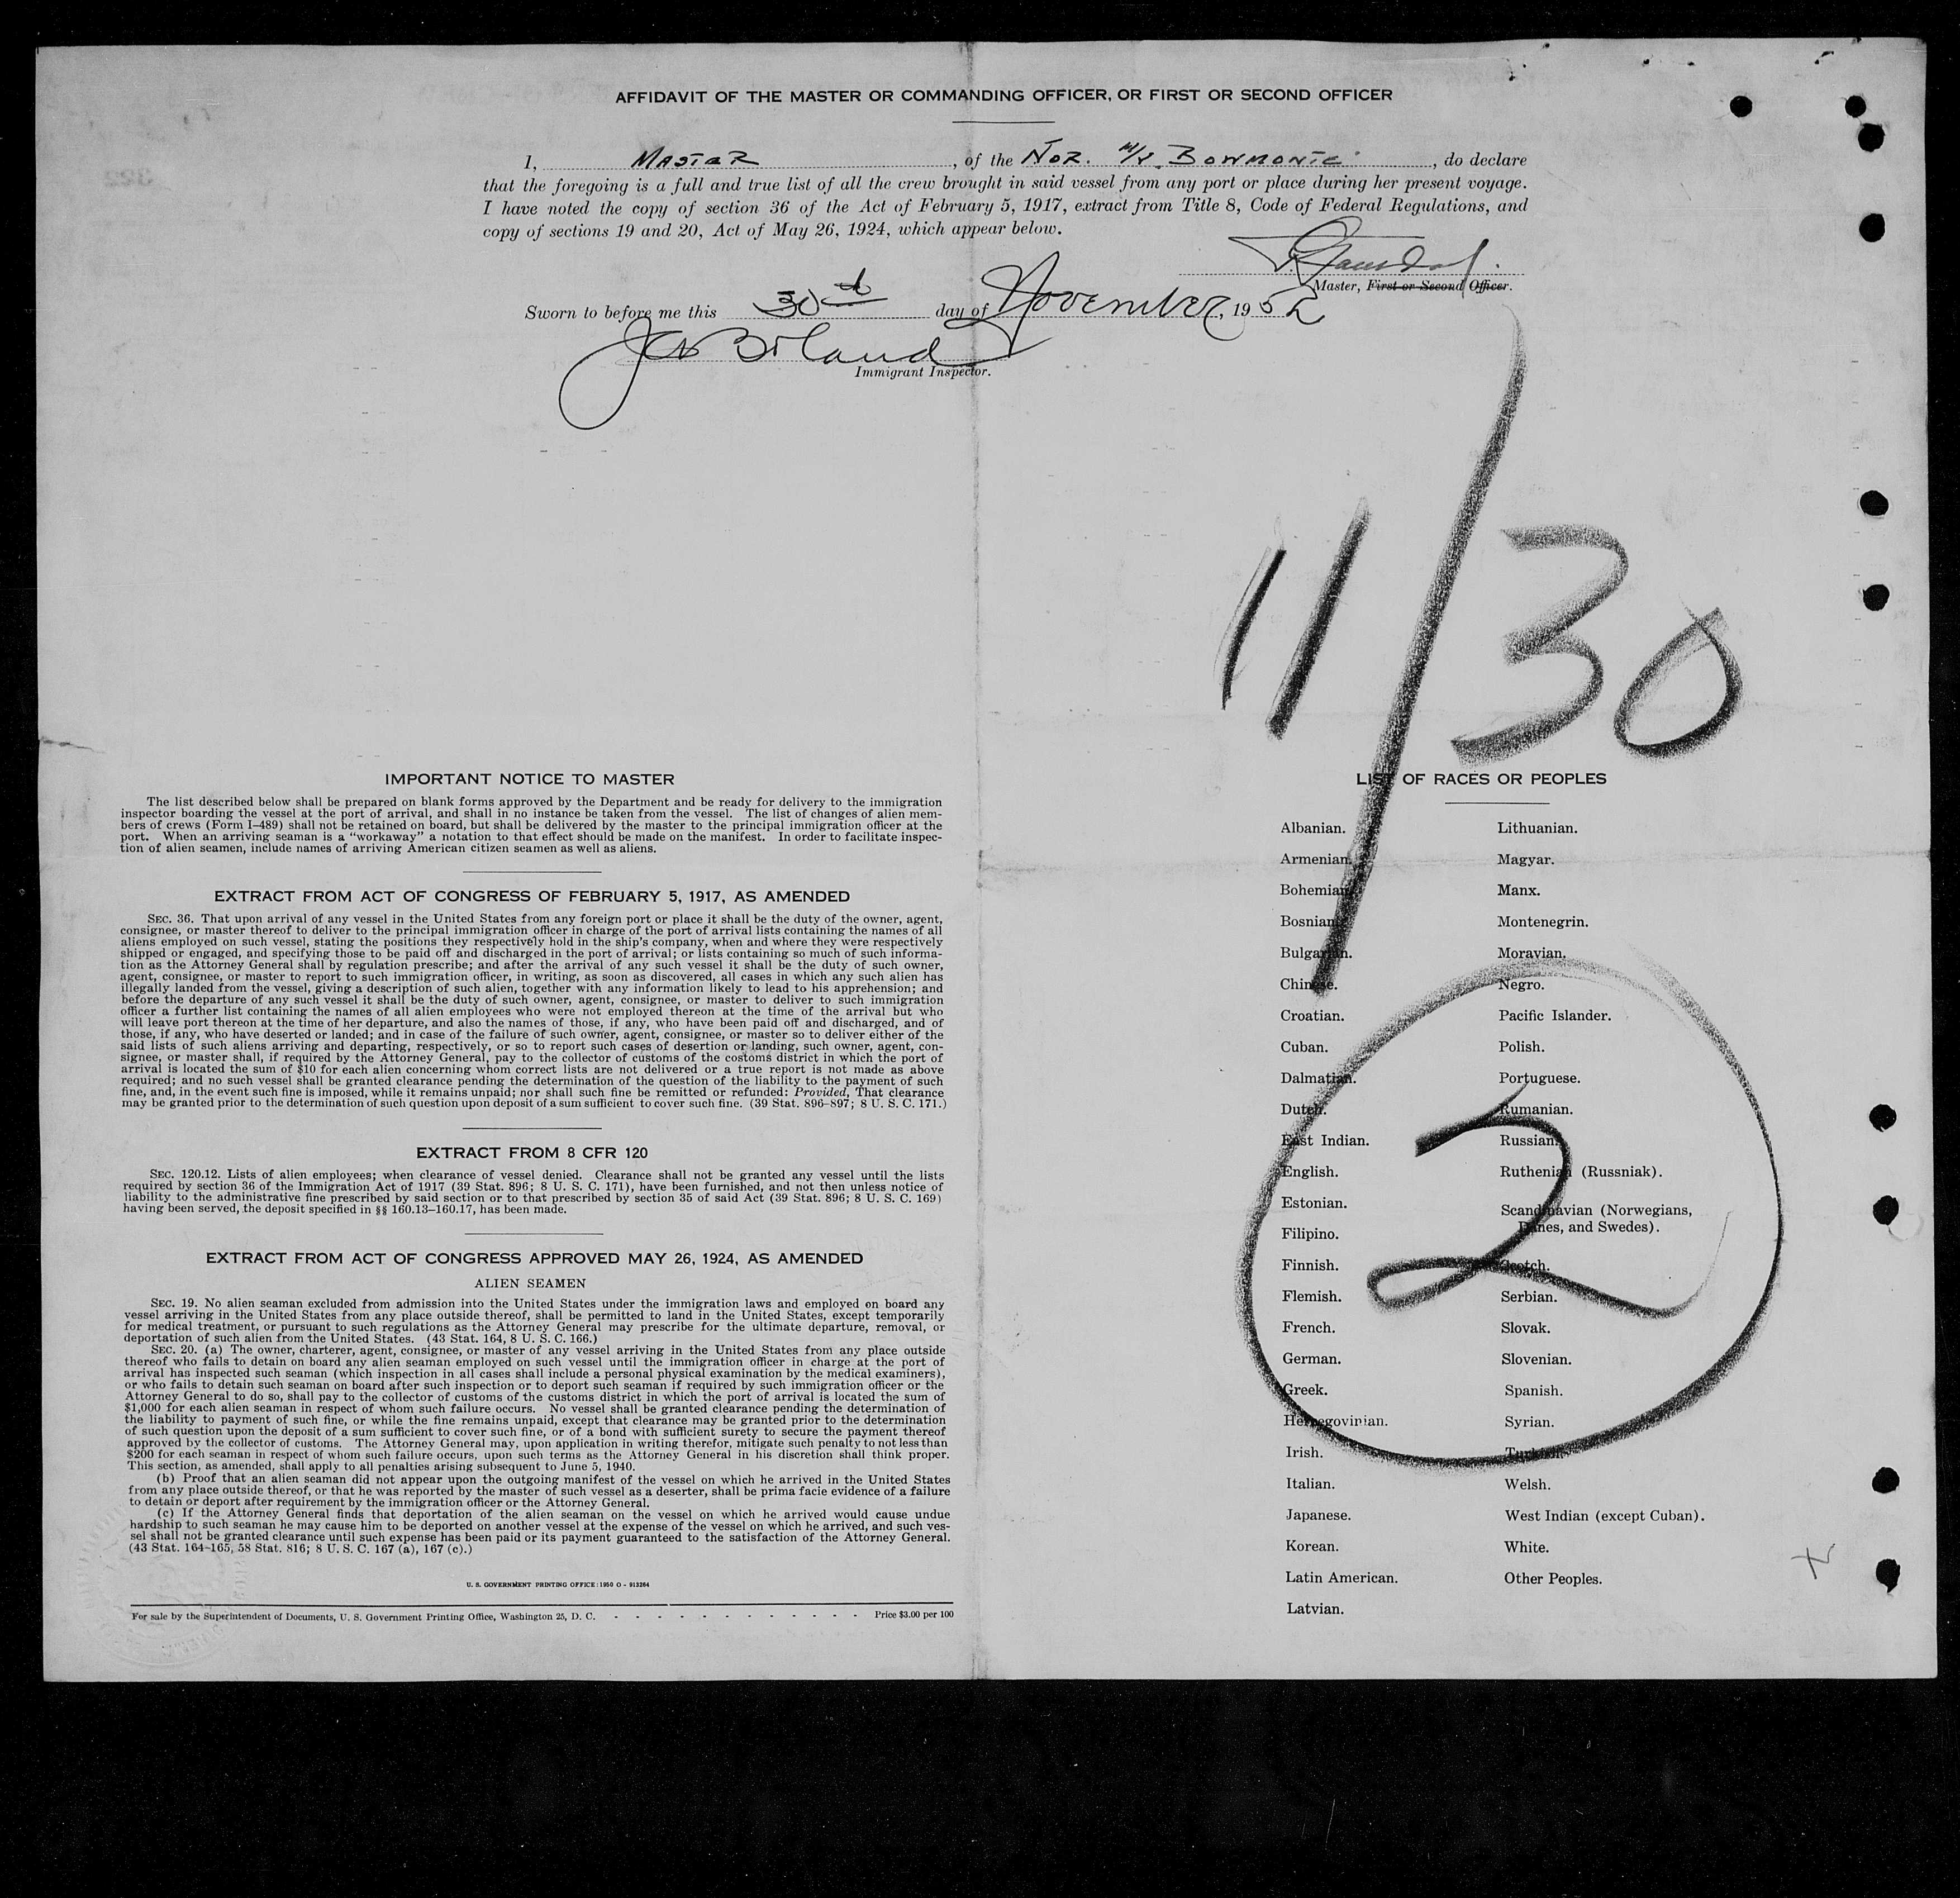 AFFIDAVIT OF THE MASTER OR COMMANDING OFFICER, OR FIRST OR SECOND OFFICER
I, MASTER, of the NOR. M/V. BOWMONTE, do declare
that the foregoing is a full and true list of all the crew brought in said vessel from any port or place during her present voyage.
I have noted the copy of section 36 of the Act of February 5, 1917, extract from Title 8, Code of Federal Regulations, and
copy of sections 19 and 20, Act of May 26, 1924, which appear below.
Master, First or Second Officer.
Sworn to before me this 30th day of November, 1952
Immigrant Inspector.
11/30
IMPORTANT NOTICE TO MASTER
The list described below shall be prepared on blank forms approved by the Department and be ready for delivery to the immigration
inspector boarding the vessel at the port of arrival, and shall in no instance be taken from the vessel. The list of changes of alien mem-
bers of crews (Form I-489) shall not be retained on board, but shall be delivered by the master to the principal immigration officer at the
port. When an arriving seaman is a "workaway" a notation to that effect should be made on the manifest. In order to facilitate inspec-
tion of alien seamen, include names of arriving American citizen seamen as well as aliens.
EXTRACT FROM ACT OF CONGRESS OF FEBRUARY 5, 1917, AS AMENDED
SEC. 36. That upon arrival of any vessel in the United States from any foreign port or place it shall be the duty of the owner, agent,
consignee, or master thereof to deliver to the principal immigration officer in charge of the port of arrival lists containing the names of all
aliens employed on such vessel, stating the positions they respectively hold in the ship's company, when and where they were respectively
shipped or engaged, and specifying those to be paid off and discharged in the port of arrival; or lists containing so much of such informa-
tion as the Attorney General shall by regulation prescribe; and after the arrival of any such vessel it shall be the duty of such owner,
agent, consignee, or master to report to such immigration officer, in writing, as soon as discovered, all cases in which any such alien has
illegally landed from the vessel, giving a description of such alien, together with any information likely to lead to his apprehension; and
before the departure of any such vessel it shall be the duty of such owner, agent, consignee, or master to deliver to such immigration
officer a further list containing the names of all alien employees who were not employed thereon at the time of the arrival but who
will leave port thereon at the time of her departure, and also the names of those, if any, who have been paid off and discharged, and of
those, if any, who have deserted or landed; and in case of the failure of such owner, agent, consignee, or master so to deliver either of the
said lists of such aliens arriving and departing, respectively, or so to report such cases of desertion or landing, such owner, agent, con-
signee, or master shall, if required by the Attorney General, pay to the collector of customs of the costoms district in which the port of
arrival is located the sum of $10 for each alien concerning whom correct lists are not delivered or a true report is not made as above
required; and no such vessel shall be granted clearance pending the determination of the question of the liability to the payment of such
fine, and, in the event such fine is imposed, while it remains unpaid; nor shall such fine be remitted or refunded: Provided, That clearance
may be granted prior to the determination of such question upon deposit of a sum sufficient to cover such fine. (39 Stat. 896-897; 8 U. S. C. 171.)
EXTRACT FROM 8 CFR 120
SEC. 120.12. Lists of alien employees; when clearance of vessel denied. Clearance shall not be granted any vessel until the lists
required by section 36 of the Immigration Act of 1917 (39 Stat. 896; 8 U. S. C. 171), have been furnished, and not then unless notice of
liability to the administrative fine prescribed by said section or to that prescribed by section 35 of said Act (39 Stat. 896; 8 U. S. C. 169)
having been served, the deposit specified in §§ 160.13-160.17, has been made.
EXTRACT FROM ACT OF CONGRESS APPROVED MAY 26, 1924, AS AMENDED
ALIEN SEAMEN
SEC. 19. No alien seaman excluded from admission into the United States under the immigration laws and employed on board any
vessel arriving in the United States from any place outside thereof, shall be permitted to land in the United States, except temporarily
for medical treatment, or pursuant to such regulations as the Attorney General may prescribe for the ultimate departure, removal, or
deportation of such alien from the United States. (43 Stat. 164, 8 U. S. C. 166.)
SEC. 20. (a) The owner, charterer, agent, consignee, or master of any vessel arriving in the United States from any place outside
thereof who fails to detain on board any alien seaman employed on such vessel until the immigration officer in charge at the port of
arrival has inspected such seaman (which inspection in all cases shall include a personal physical examination by the medical examiners),
or who fails to detain such seaman on board after such inspection or to deport such seaman if required by such immigration officer or the
Attorney General to do so, shall pay to the collector of customs of the customs district in which the port of arrival is located the sum of
$1,000 for each alien seaman in respect of whom such failure occurs. No vessel shall be granted clearance pending the determination of
the liability to payment of such fine, or while the fine remains unpaid, except that clearance may be granted prior to the determination
of such question upon the deposit of a sum sufficient to cover such fine, or of a bond with sufficient surety to secure the payment thereof
approved by the collector of customs. The Attorney General may, upon application in writing therefor, mitigate such penalty to not less than
$200 for each seaman in respect of whom such failure occurs, upon such terms as the Attorney General in his discretion shall think proper.
This section, as amended, shall apply to all penalties arising subsequent to June 5, 1940.
(b) Proof that an alien seaman did not appear upon the outgoing manifest of the vessel on which he arrived in the United States
from any place outside thereof, or that he was reported by the master of such vessel as a deserter, shall be prima facie evidence of a failure
to detain or deport after requirement by the immigration officer or the Attorney General.
(c) If the Attorney General finds that deportation of the alien seaman on the vessel on which he arrived would cause undue
hardship to such seaman he may cause him to be deported on another vessel at the expense of the vessel on which he arrived, and such ves-
sel shall not be granted clearance until such expense has been paid or its payment guaranteed to the satisfaction of the Attorney General.
(43 Stat. 164-165, 58 Stat. 816; 8 U. S. C. 167 (a), 167 (c).)
U. S. GOVERNMENT PRINTING OFFICE: 1950 O - 913264
For sale by the Superintendent of Documents, U. S. Government Printing Office, Washington 25, D. C. - - - - - - - - - - - - Price $3.00 per 100
LIST OF RACES OR PEOPLES
Albanian.
Armenian.
Bohemian.
Bosnian.
Bulgarian.
Chinese.
Croatian.
Cuban.
Dalmatian.
Dutch.
East Indian.
English.
Estonian.
Filipino.
Finnish.
Flemish.
French.
German.
Greek.
Herzegovinian.
Irish.
Italian.
Japanese.
Korean.
Latin American.
Latvian.
Lithuanian.
Magyar.
Manx.
Montenegrin.
Moravian.
Negro.
Pacific Islander.
Polish.
Portuguese.
Rumanian.
Russian.
Ruthenian (Russniak).
Scandinavian (Norwegians,
Danes, and Swedes).
Scotch.
Serbian.
Slovak.
Slovenian.
Spanish.
Syrian.
Turkish.
Welsh.
West Indian (except Cuban).
White.
Other Peoples.
2